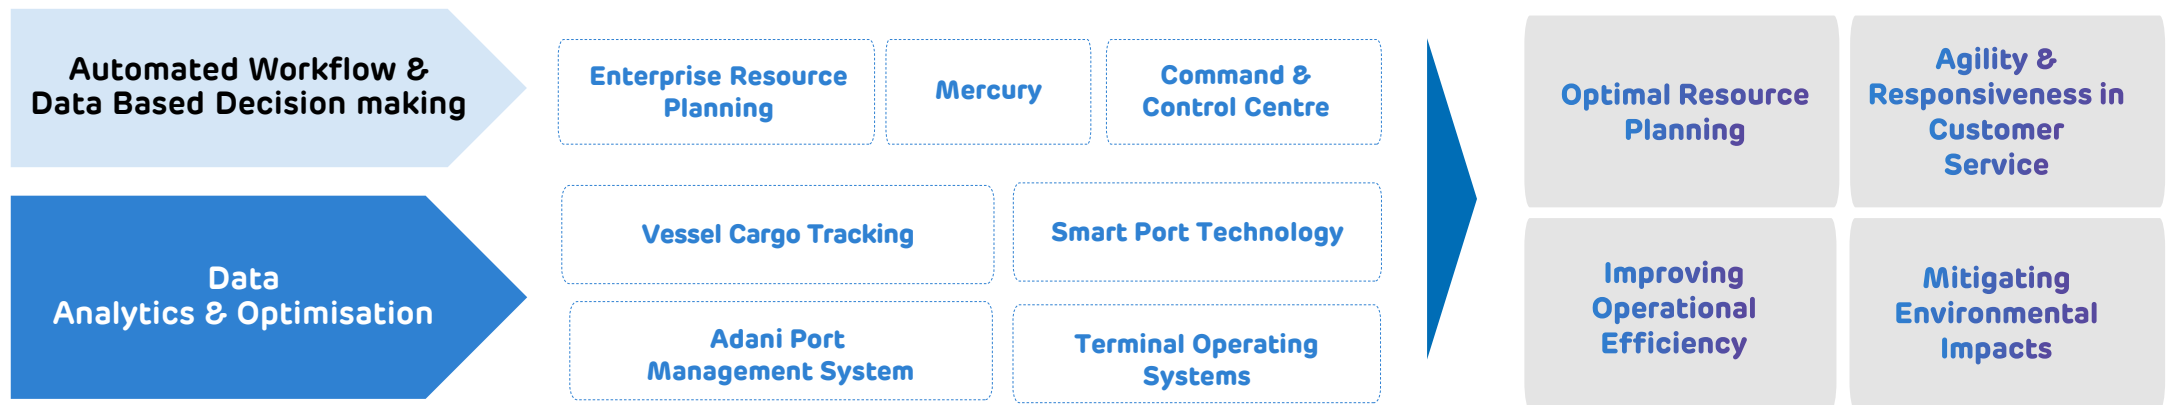 Automated Workflow &
Data Based Decision making
Enterprise Resource
Planning
Mercury
Command &
Control Centre
Optimal Resource
Planning
Agility &
Responsiveness in
Customer
Service
Data
Analytics & Optimisation
Vessel Cargo Tracking
Smart Port Technology
Adani Port
Management System
Terminal Operating
Systems
Improving
Operational
Efficiency
Mitigating
Environmental
Impacts